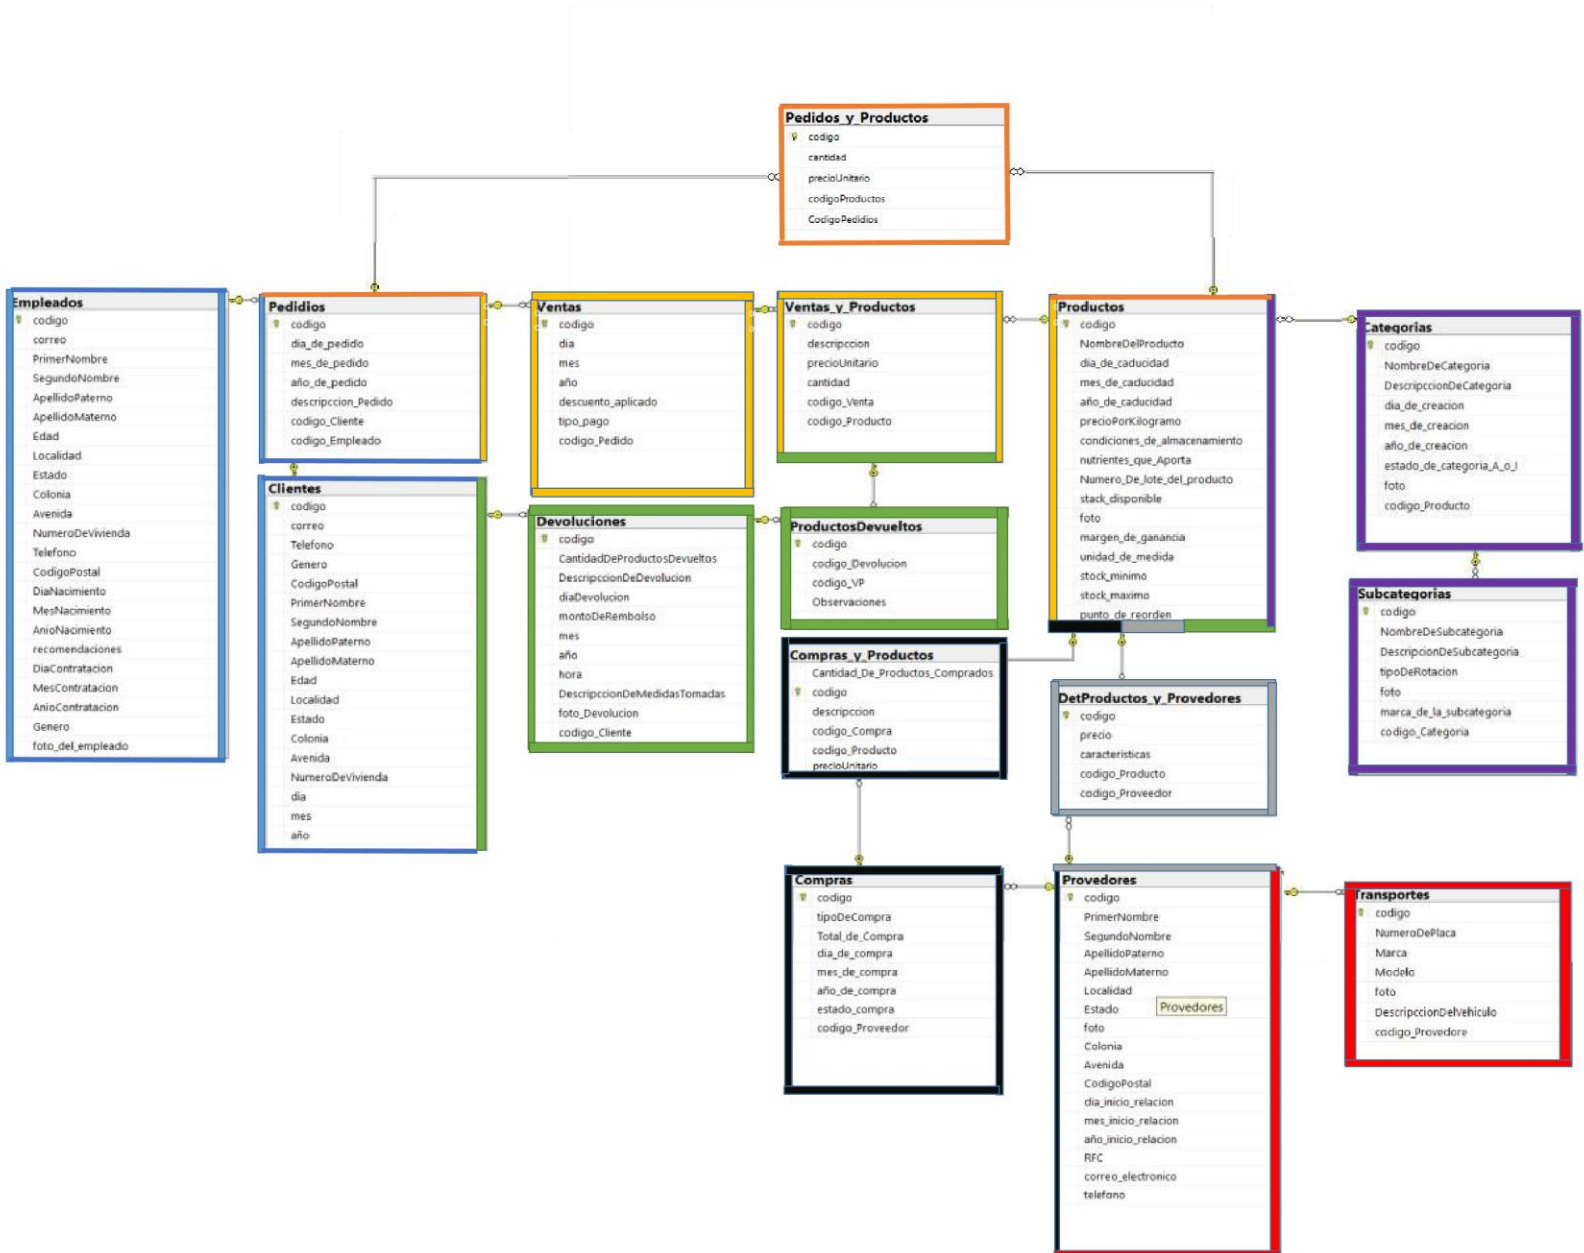 Pedidos_y_Productos
codigo
cantidad
precioUnitario
codigoProductos
CodigoPedidios
Empleados
codigo
correo
PrimerNombre
SegundoNombre
ApellidoPaterno
ApellidoMaterno
Edad
Localidad
Estado
Colonia
Avenida
NumeroDeVivienda
Telefono
CodigoPostal
DiaNacimiento
MesNacimiento
AnioNacimiento
recomendaciones
DiaContratacion
MesContratacion
AnioContratacion
Genero
foto_del_empleado
Pedidios
codigo
dia_de_pedido
mes_de_pedido
año_de_pedido
descripccion_Pedido
codigo_Cliente
codigo_Empleado
Clientes
codigo
correo
Telefono
Genero
CodigoPostal
PrimerNombre
SegundoNombre
ApellidoPaterno
ApellidoMaterno
Edad
Localidad
Estado
Colonia
Avenida
NumeroDeVivienda
dia
mes
año
Ventas
codigo
dia
mes
año
descuento_aplicado
tipo_pago
codigo_Pedido
Devoluciones
codigo
CantidadDeProductosDevueltos
DescripccionDeDevolucion
diaDevolucion
montoDeRembolso
mes
año
hora
DescripccionDeMedidasTomadas
foto_Devolucion
codigo_Cliente
Ventas_y_Productos
codigo
descripccion
precioUnitario
cantidad
codigo_Venta
codigo_Producto
ProductosDevueltos
codigo
codigo_Devolucion
codigo_VP
Observaciones
Compras_y_Productos
Cantidad_De_Productos_Comprados
codigo
descripccion
codigo_Compra
codigo_Producto
precioUnitario
Compras
codigo
tipoDeCompra
Total_de_Compra
dia_de_compra
mes_de_compra
año_de_compra
estado_compra
codigo_Proveedor
Productos
codigo
NombreDelProducto
dia_de_caducidad
mes_de_caducidad
año_de_caducidad
precioPorKilogramo
condiciones_de_almacenamiento
nutrientes_que_Aporta
Numero_De_lote_del_producto
stack_disponible
foto
margen_de_ganancia
unidad_de_medida
stock_minimo
stock_maximo
punto_de_reorden
DetProductos_y_Provedores
codigo
precio
caracteristicas
codigo_Producto
codigo_Proveedor
Provedores
codigo
PrimerNombre
SegundoNombre
ApellidoPaterno
ApellidoMaterno
Localidad
Estado
Provedores
foto
Colonia
Avenida
CodigoPostal
dia_inicio_relacion
mes_inicio_relacion
año_inicio_relacion
RFC
correo_electronico
telefono
Categorias
codigo
NombreDeCategoria
DescripccionDeCategoria
dia_de_creacion
mes_de_creacion
año_de_creacion
estado_de_categoria_A_o_I
foto
codigo_Producto
Subcategorias
codigo
NombreDeSubcategoria
DescripcionDeSubcategoria
tipoDeRotacion
foto
marca_de_la_subcategoria
codigo_Categoria
Transportes
codigo
NumeroDePlaca
Marca
Modelo
foto
DescripccionDelVehiculo
codigo_Provedore